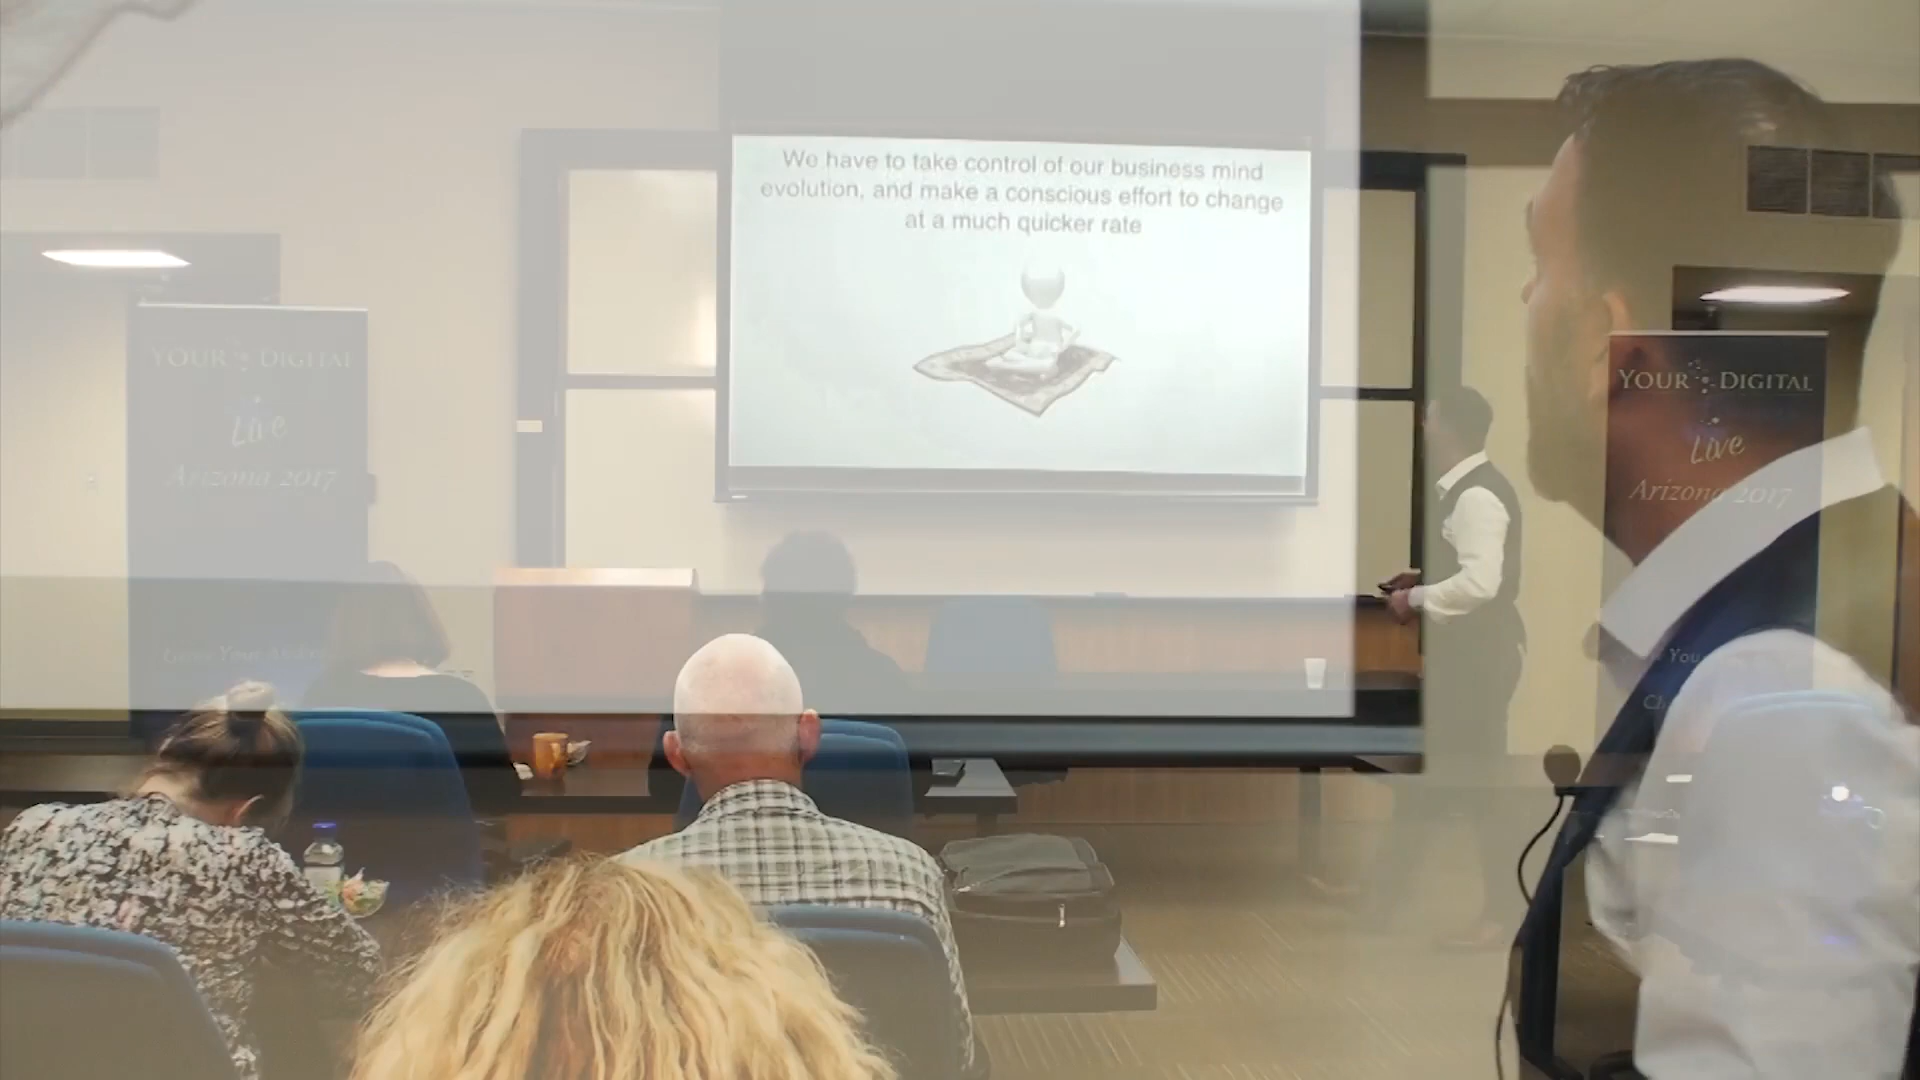 We have to take control of our business mind
evolution, and make a conscious effort to change
at a much quicker rate
YOUR DIGITAL
Live
Arizona 2017
YOUR DIGITAL
Live
Arizona 2017